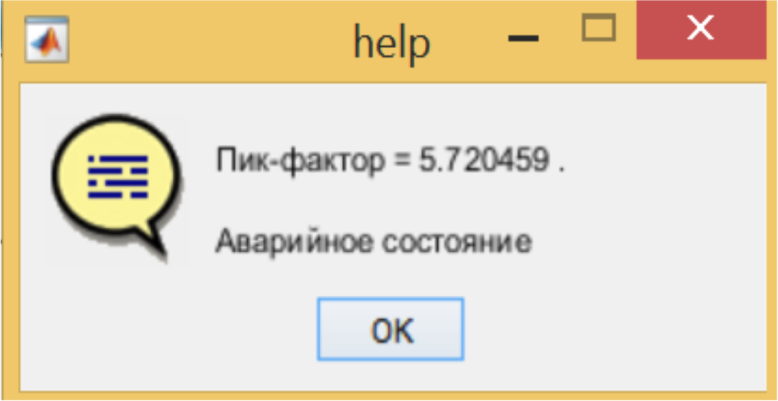 help
Пик-фактор = 5.720459 .
Аварийное состояние
OK